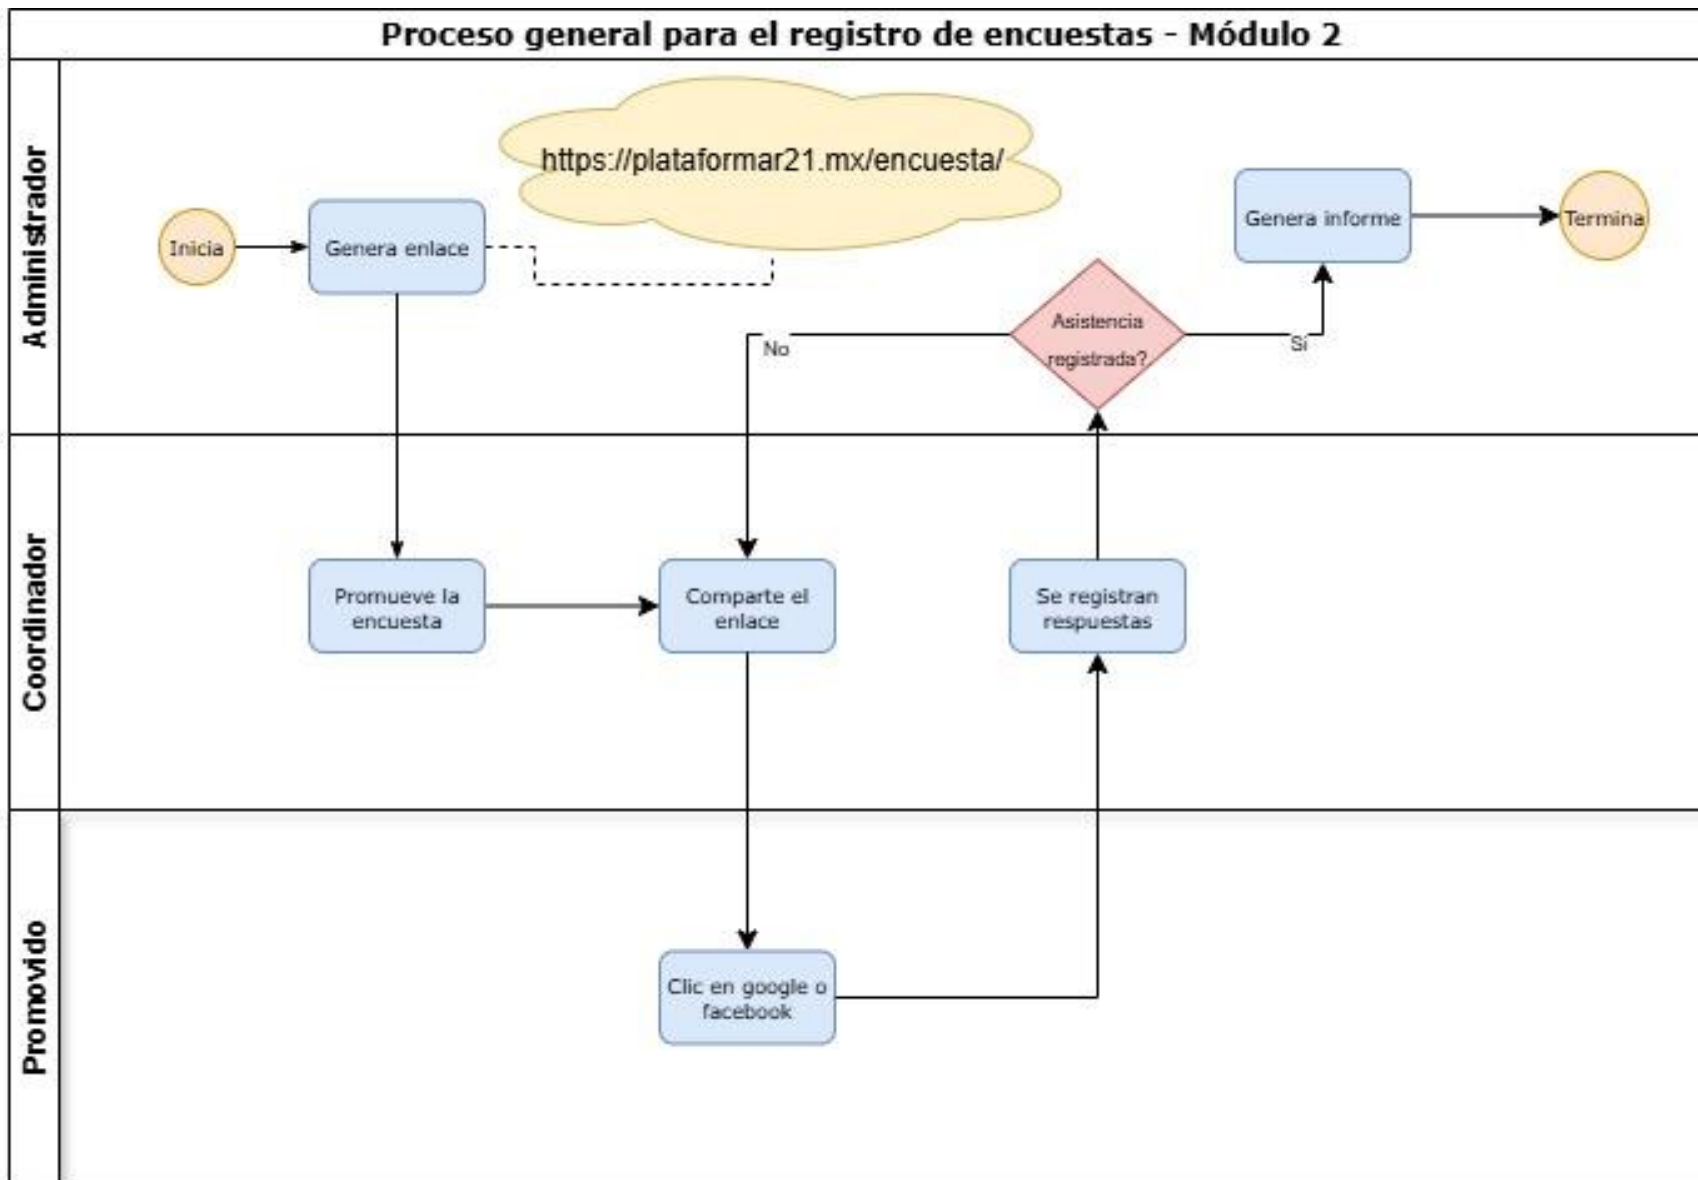 Proceso general para el registro de encuestas - Módulo 2
Administrador
Inicia
Genera enlace
https://plataformar21.mx/encuesta/
Genera informe
Termina
Asistencia
registrada?
No
Si
Coordinador
Promueve la
encuesta
Comparte el
enlace
Se registran
respuestas
Promovido
Clic en google o
facebook